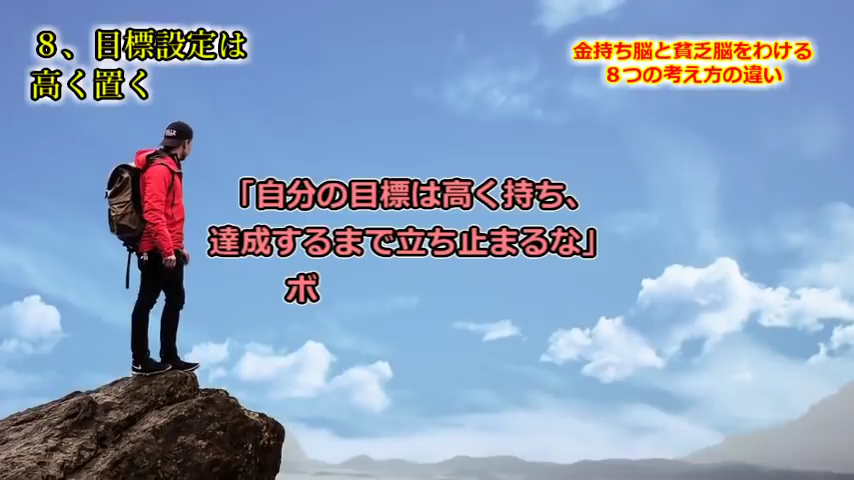 ８、目標設定は
高く置く
金持ち脳と貧乏脳をわける
８つの考え方の違い
「自分の目標は高く持ち、
達成するまで立ち止まるな」
ボ